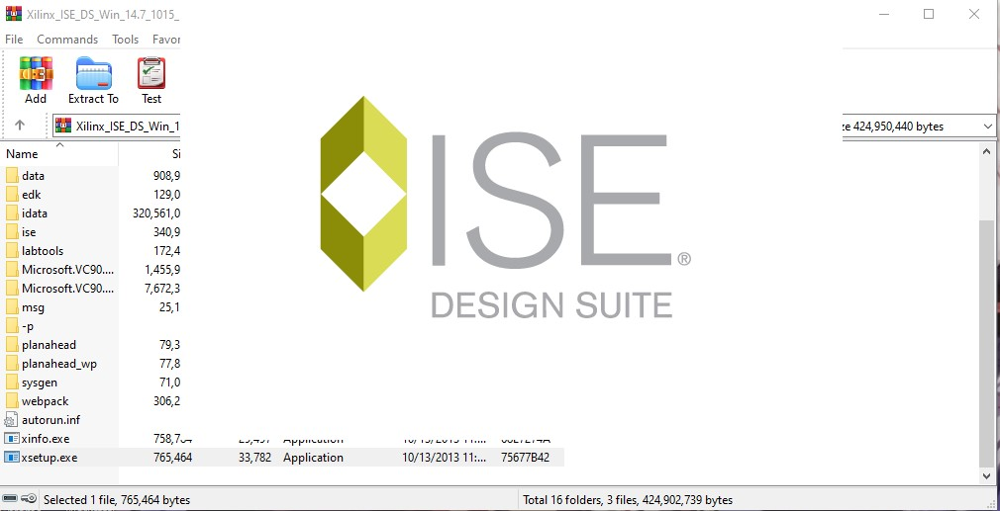 Xilinx_ISE_DS_Win_14.7_1015_
File Commands Tools Favor
Add Extract To Test
Xilinx_ISE_DS_Win_1
ze 424,950,440 bytes
Name Si
data 908,9
edk 129,0
idata 320,561,0
ise 340,9
labtools 172,4
Microsoft.VC90.... 1,455,9
Microsoft.VC90.... 7,672,3
msg 25,1
-p
planahead 79,3
planahead_wp 77,8
sysgen 71,0
webpack 306,2
autorun.inf
xinfo.exe 758,784 Application 10/13/2013 11:...
xsetup.exe 765,464 33,782 Application 10/13/2013 11:... 75677B42
ISE®
DESIGN SUITE
Selected 1 file, 765,464 bytes
Total 16 folders, 3 files, 424,902,739 bytes